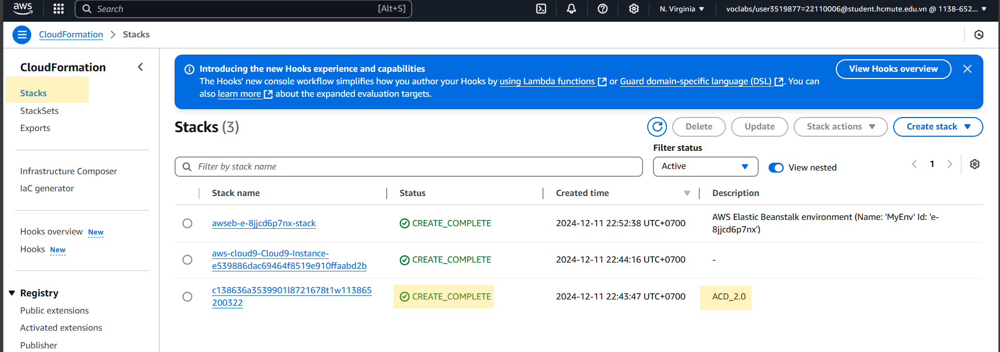 aws
Search [Alt+S]
N. Virginia
voclabs/user3519877=22110006@student.hcmute.edu.vn @ 1138-652...
CloudFormation > Stacks
CloudFormation
Stacks
StackSets
Exports
Infrastructure Composer
IaC generator
Hooks overview New
Hooks New
Registry
Public extensions
Activated extensions
Publisher
Introducing the new Hooks experience and capabilities
The Hooks' new console workflow simplifies how you author your Hooks by using Lambda functions or Guard domain-specific language (DSL). You can
also learn more about the expanded evaluation targets.
View Hooks overview
Stacks (3)
Delete
Update
Stack actions
Create stack
Filter status
Filter by stack name
Active
View nested
1
Stack name Status Created time Description
awseb-e-8jjcd6p7nx-stack CREATE_COMPLETE 2024-12-11 22:52:38 UTC+0700 AWS Elastic Beanstalk environment (Name: 'MyEnv' Id: 'e-
8jjcd6p7nx')
aws-cloud9-Cloud9-Instance-
e539886dac69464f8519e910ffaabd2b CREATE_COMPLETE 2024-12-11 22:44:16 UTC+0700 -
c138636a3539901l8721678t1w113865
200322 CREATE_COMPLETE 2024-12-11 22:43:47 UTC+0700 ACD_2.0